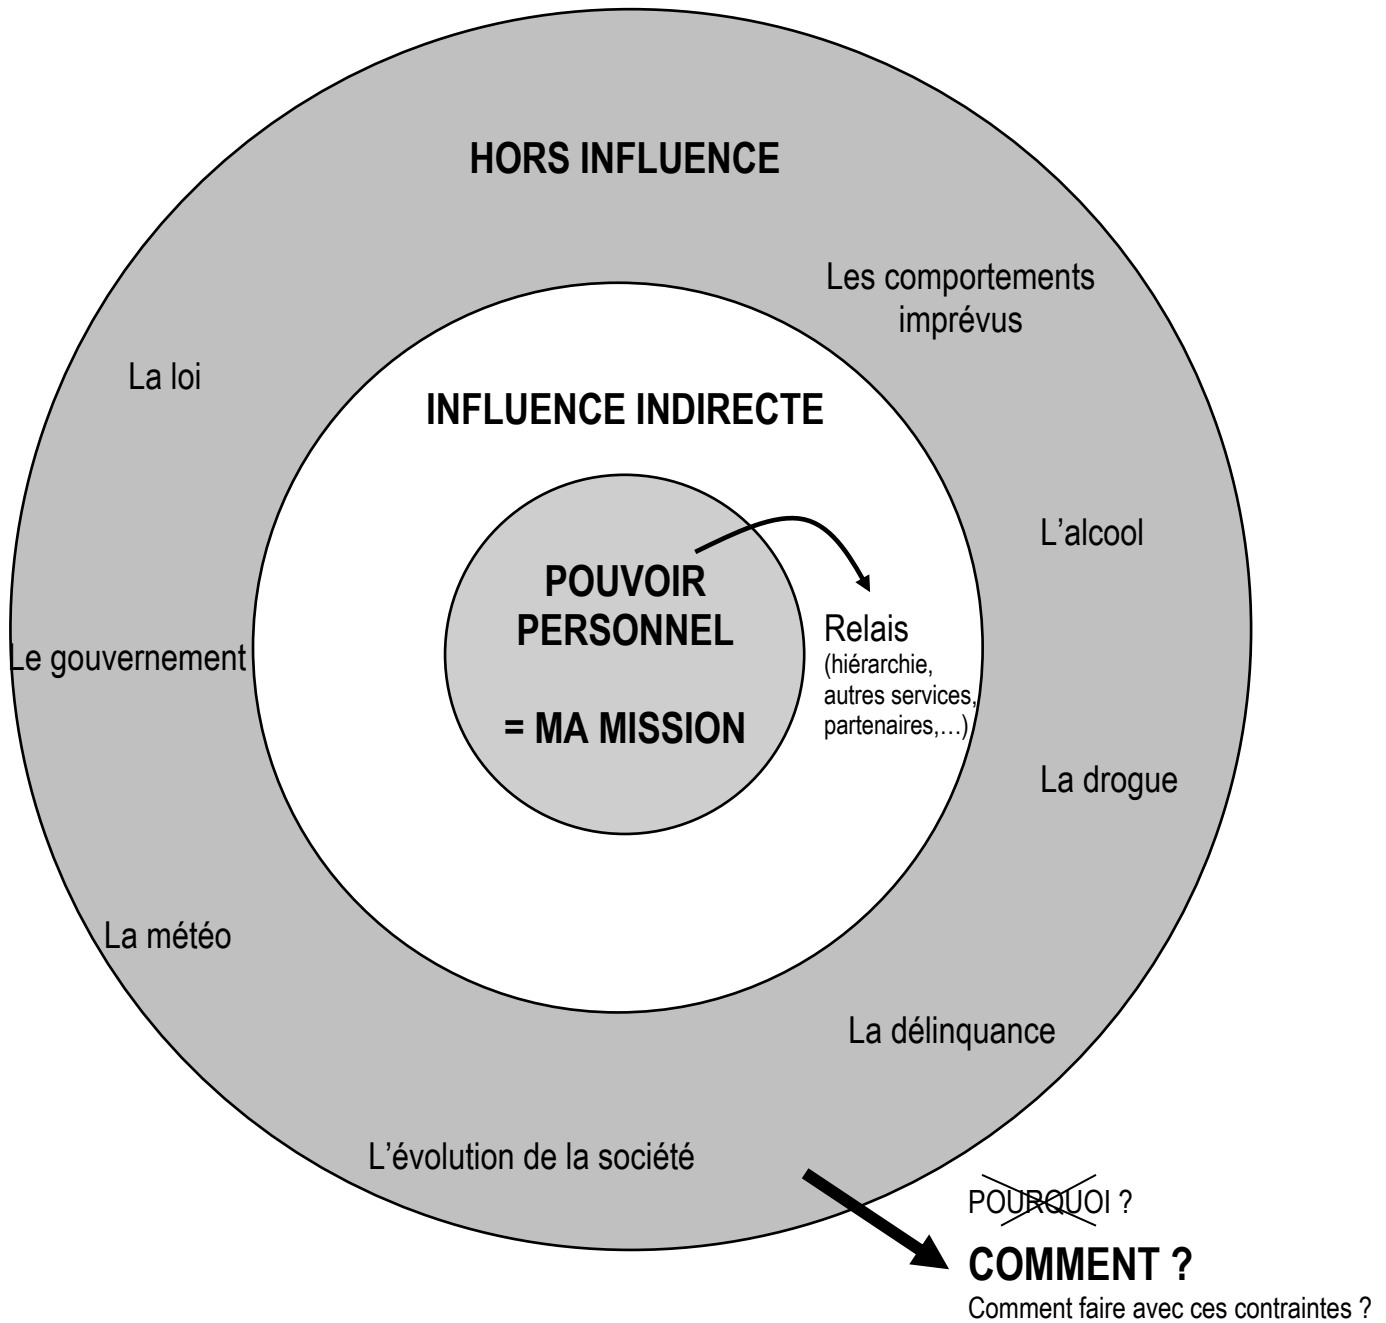 HORS INFLUENCE
Les comportements
imprévus
La loi
INFLUENCE INDIRECTE
L’alcool
POUVOIR
PERSONNEL
= MA MISSION
Relais
(hiérarchie,
autres services,
partenaires,…)
Le gouvernement
La drogue
La météo
La délinquance
L’évolution de la société
POURQUOI ?
COMMENT ?
Comment faire avec ces contraintes ?